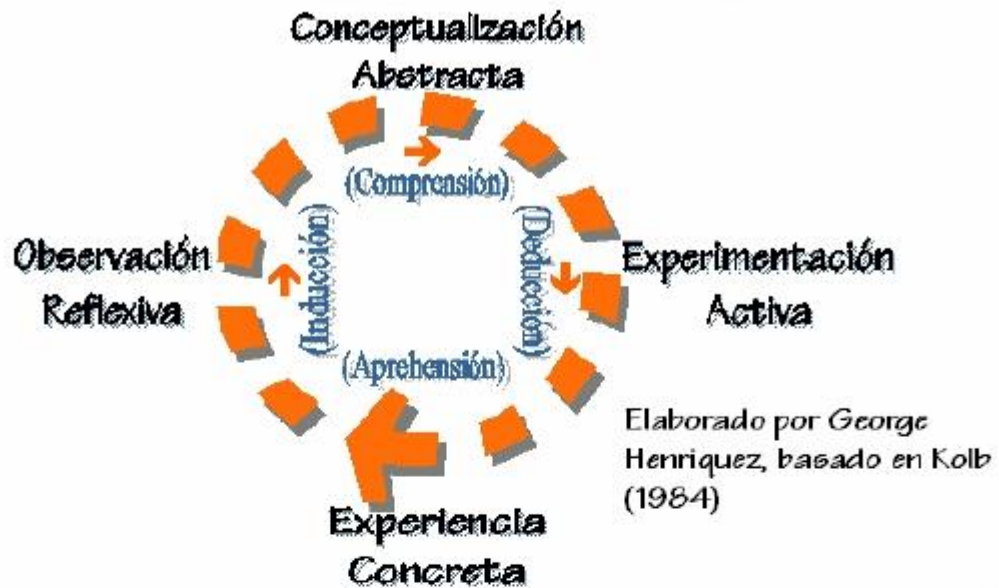 Conceptualización
Abstracta
(Comprensión)
Observación
Reflexiva
(Inducción)
(Deducción)
Experimentación
Activa
(Aprehensión)
Elaborado por George
Henriquez, basado en Kolb
(1984)
Experiencia
Concreta